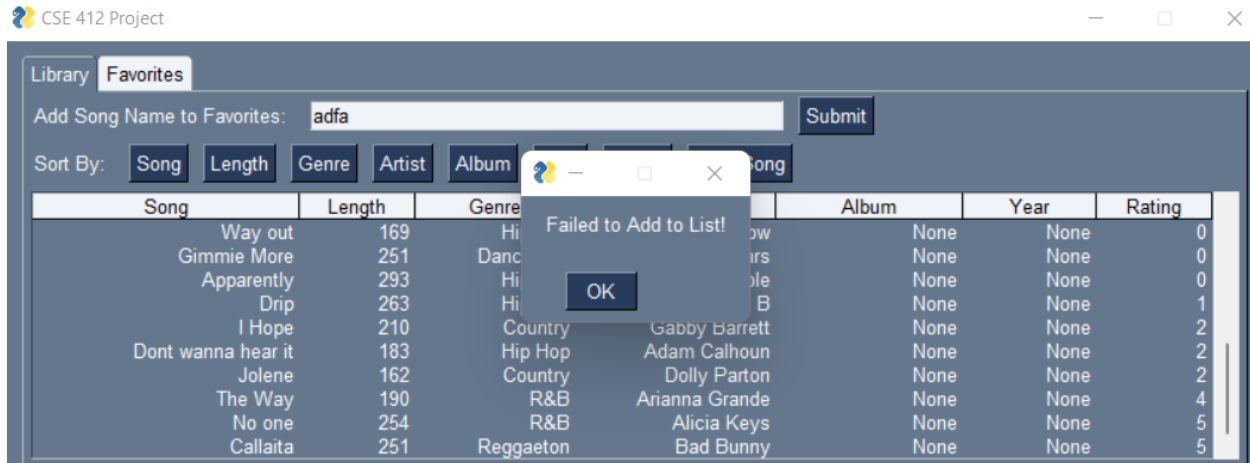 CSE 412 Project
Library Favorites
Add Song Name to Favorites: adfa Submit
Sort By: Song Length Genre Artist Album Song
Failed to Add to List!
OK
Song Length Genre Album Year Rating
Way out 169 None None 0
Gimmie More 251 None None 0
Apparently 293 None None 0
Drip 263 B None None 1
I Hope 210 Country Gabby Barrett None None 2
Dont wanna hear it 183 Hip Hop Adam Calhoun None None 2
Jolene 162 Country Dolly Parton None None 2
The Way 190 R&B Arianna Grande None None 4
No one 254 R&B Alicia Keys None None 5
Callaita 251 Reggaeton Bad Bunny None None 5